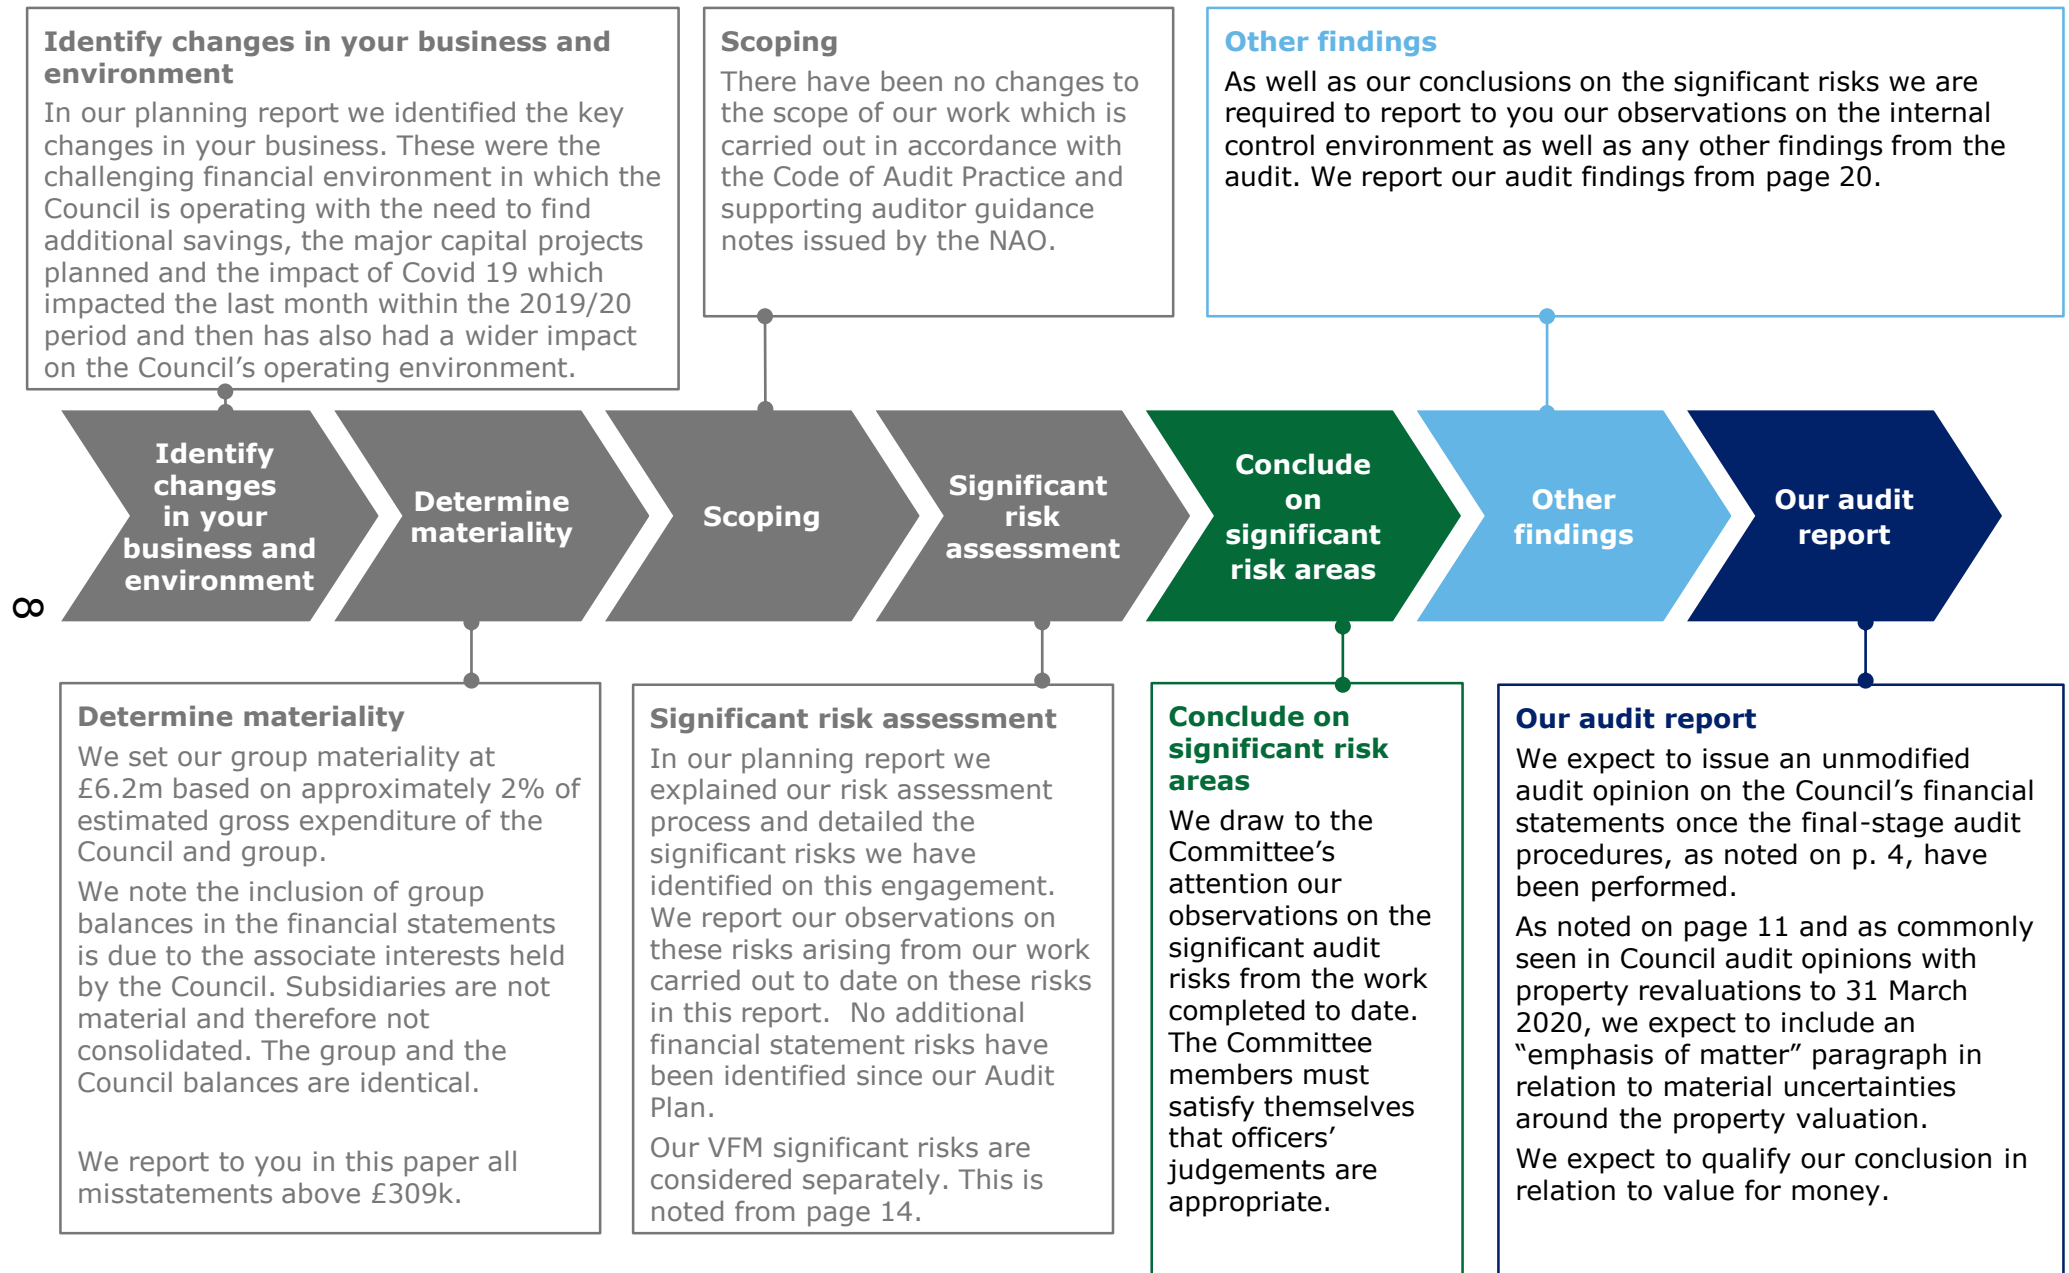 Identify changes in your business and
environment
In our planning report we identified the key
changes in your business. These were the
challenging financial environment in which the
Council is operating with the need to find
additional savings, the major capital projects
planned and the impact of Covid 19 which
impacted the last month within the 2019/20
period and then has also had a wider impact
on the Council’s operating environment.
Scoping
There have been no changes to
the scope of our work which is
carried out in accordance with
the Code of Audit Practice and
supporting auditor guidance
notes issued by the NAO.
Other findings
As well as our conclusions on the significant risks we are
required to report to you our observations on the internal
control environment as well as any other findings from the
audit. We report our audit findings from page 20.
Identify
changes
in your
business and
environment
Determine
materiality
Scoping
Significant
risk
assessment
Conclude
on
significant
risk areas
Other
findings
Our audit
report
8
Determine materiality
We set our group materiality at
£6.2m based on approximately 2% of
estimated gross expenditure of the
Council and group.
We note the inclusion of group
balances in the financial statements
is due to the associate interests held
by the Council. Subsidiaries are not
material and therefore not
consolidated. The group and the
Council balances are identical.
We report to you in this paper all
misstatements above £309k.
Significant risk assessment
In our planning report we
explained our risk assessment
process and detailed the
significant risks we have
identified on this engagement.
We report our observations on
these risks arising from our work
carried out to date on these risks
in this report.  No additional
financial statement risks have
been identified since our Audit
Plan.
Our VFM significant risks are
considered separately. This is
noted from page 14.
Conclude on
significant risk
areas
We draw to the
Committee’s
attention our
observations on the
significant audit
risks from the work
completed to date.
The Committee
members must
satisfy themselves
that officers’
judgements are
appropriate.
Our audit report
We expect to issue an unmodified
audit opinion on the Council’s financial
statements once the final-stage audit
procedures, as noted on p. 4, have
been performed.
As noted on page 11 and as commonly
seen in Council audit opinions with
property revaluations to 31 March
2020, we expect to include an
“emphasis of matter” paragraph in
relation to material uncertainties
around the property valuation.
We expect to qualify our conclusion in
relation to value for money.